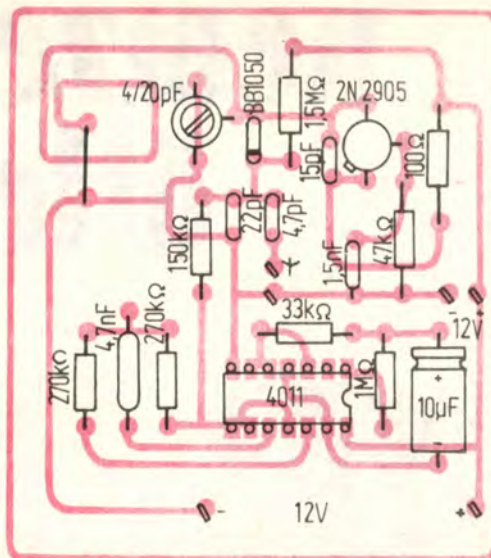 4/20pF
BB1050
1,5MΩ
2N2905
15pF
100Ω
150kΩ
22pF
4,7pF
+
1,5nF
47kΩ
33kΩ
- +
12V
270kΩ
4,7nF
270kΩ
4011
1MΩ
+
10µF
-
-
12V
+